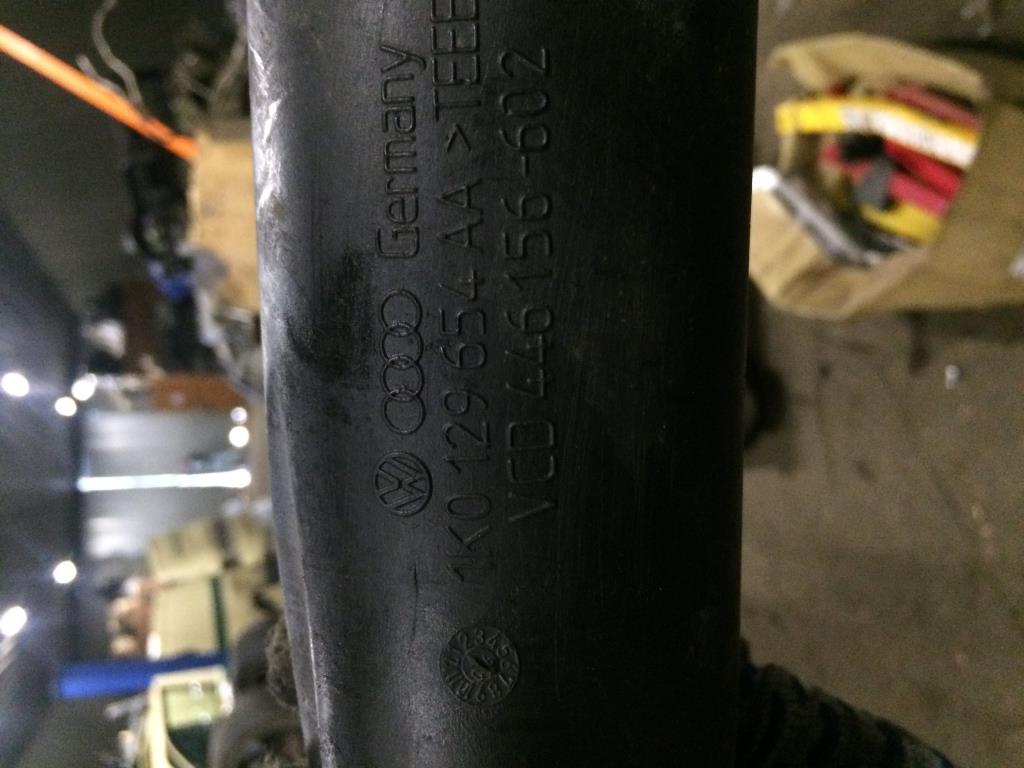 Germany
1K0 129 654 AA >TEEE
VCD 446 156-602